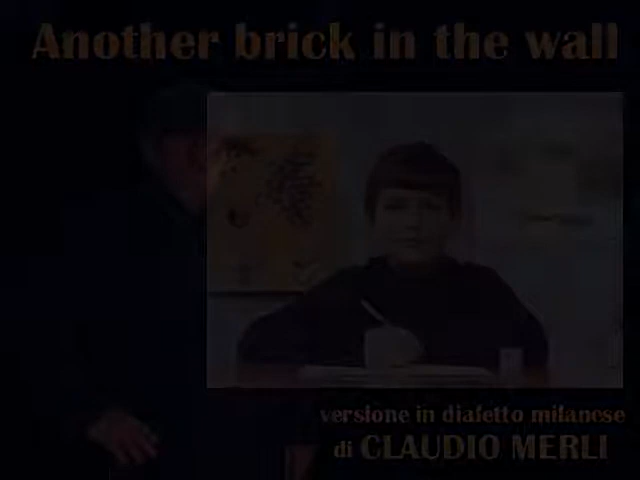 Another brick in the wall
versione in dialetto milanese
di CLAUDIO MERLI